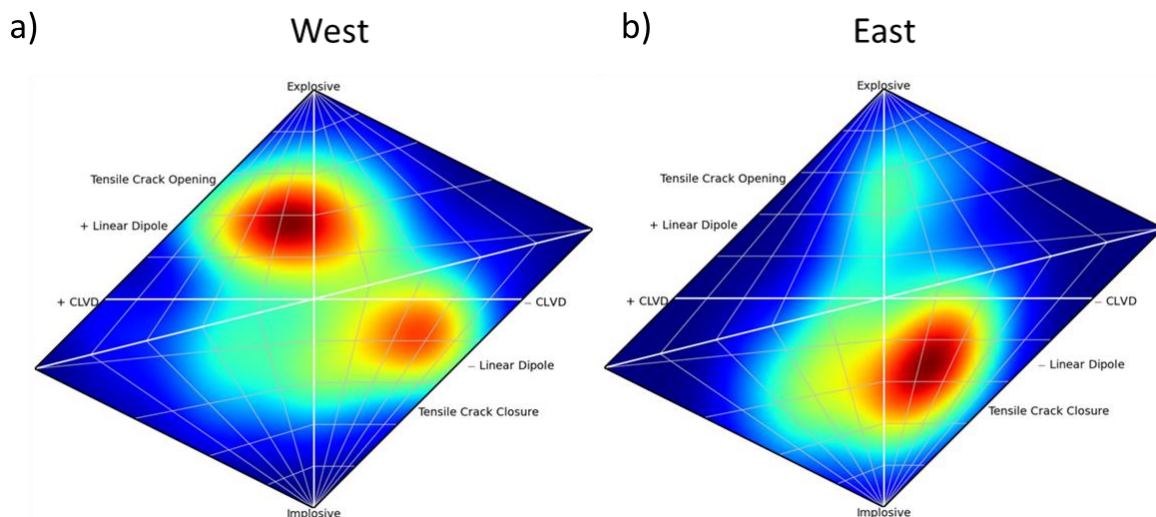 a)
West
b)
East
Explosive
Tensile Crack Opening
+ Linear Dipole
+ CLVD
− CLVD
− Linear Dipole
Tensile Crack Closure
Implosive
Explosive
Tensile Crack Opening
+ Linear Dipole
+ CLVD
− CLVD
− Linear Dipole
Tensile Crack Closure
Implosive